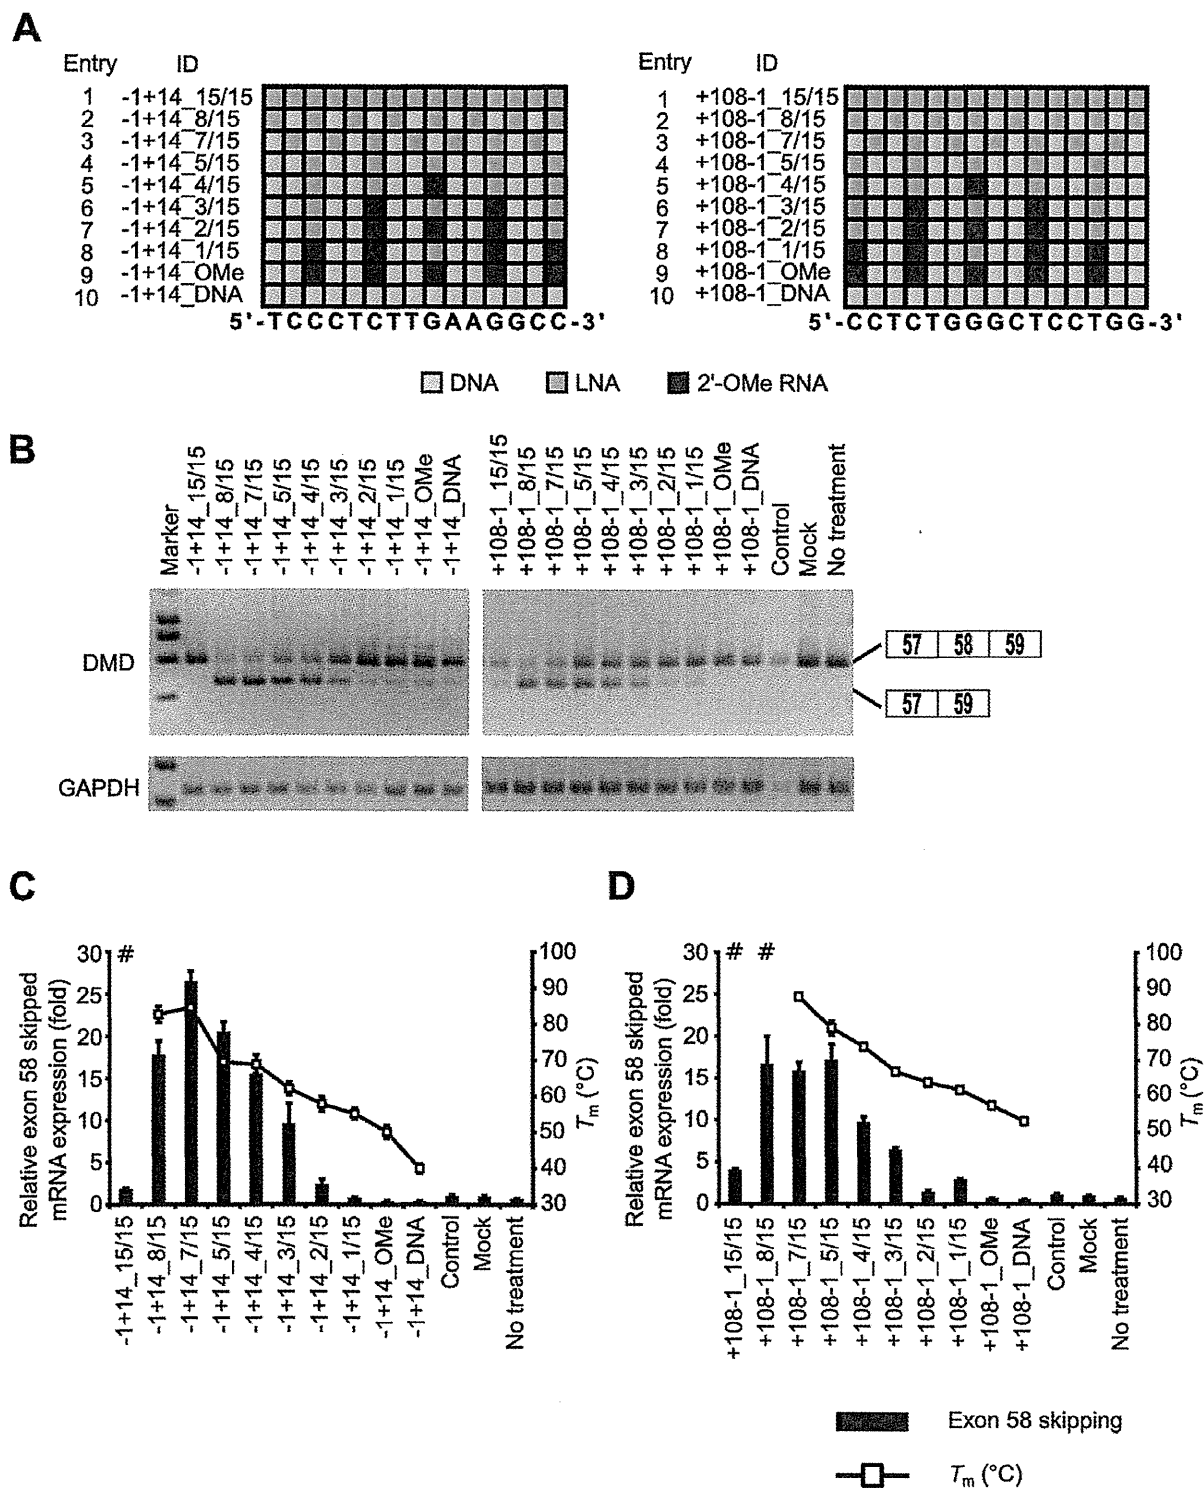 A
Entry ID
1 -1+14_15/15
2 -1+14_8/15
3 -1+14_7/15
4 -1+14_5/15
5 -1+14_4/15
6 -1+14_3/15
7 -1+14_2/15
8 -1+14_1/15
9 -1+14_OMe
10 -1+14_DNA
5'-TCCCTCTTGAAGGCC-3'
Entry ID
1 +108-1_15/15
2 +108-1_8/15
3 +108-1_7/15
4 +108-1_5/15
5 +108-1_4/15
6 +108-1_3/15
7 +108-1_2/15
8 +108-1_1/15
9 +108-1_OMe
10 +108-1_DNA
5'-CCTCTGGGCTCCTGG-3'
DNA LNA 2'-OMe RNA
B
Marker
-1+14_15/15
-1+14_8/15
-1+14_7/15
-1+14_5/15
-1+14_4/15
-1+14_3/15
-1+14_2/15
-1+14_1/15
-1+14_OMe
-1+14_DNA
+108-1_15/15
+108-1_8/15
+108-1_7/15
+108-1_5/15
+108-1_4/15
+108-1_3/15
+108-1_2/15
+108-1_1/15
+108-1_OMe
+108-1_DNA
Control
Mock
No treatment
DMD
57 58 59
57 59
GAPDH
C
Relative exon 58 skipped
mRNA expression (fold)
30
25
20
15
10
5
0
#
100
90
80
70
60
50
40
30
Tm (°C)
-1+14_15/15
-1+14_8/15
-1+14_7/15
-1+14_5/15
-1+14_4/15
-1+14_3/15
-1+14_2/15
-1+14_1/15
-1+14_OMe
-1+14_DNA
Control
Mock
No treatment
D
Relative exon 58 skipped
mRNA expression (fold)
30
25
20
15
10
5
0
# #
100
90
80
70
60
50
40
30
Tm (°C)
+108-1_15/15
+108-1_8/15
+108-1_7/15
+108-1_5/15
+108-1_4/15
+108-1_3/15
+108-1_2/15
+108-1_1/15
+108-1_OMe
+108-1_DNA
Control
Mock
No treatment
Exon 58 skipping
Tm (°C)